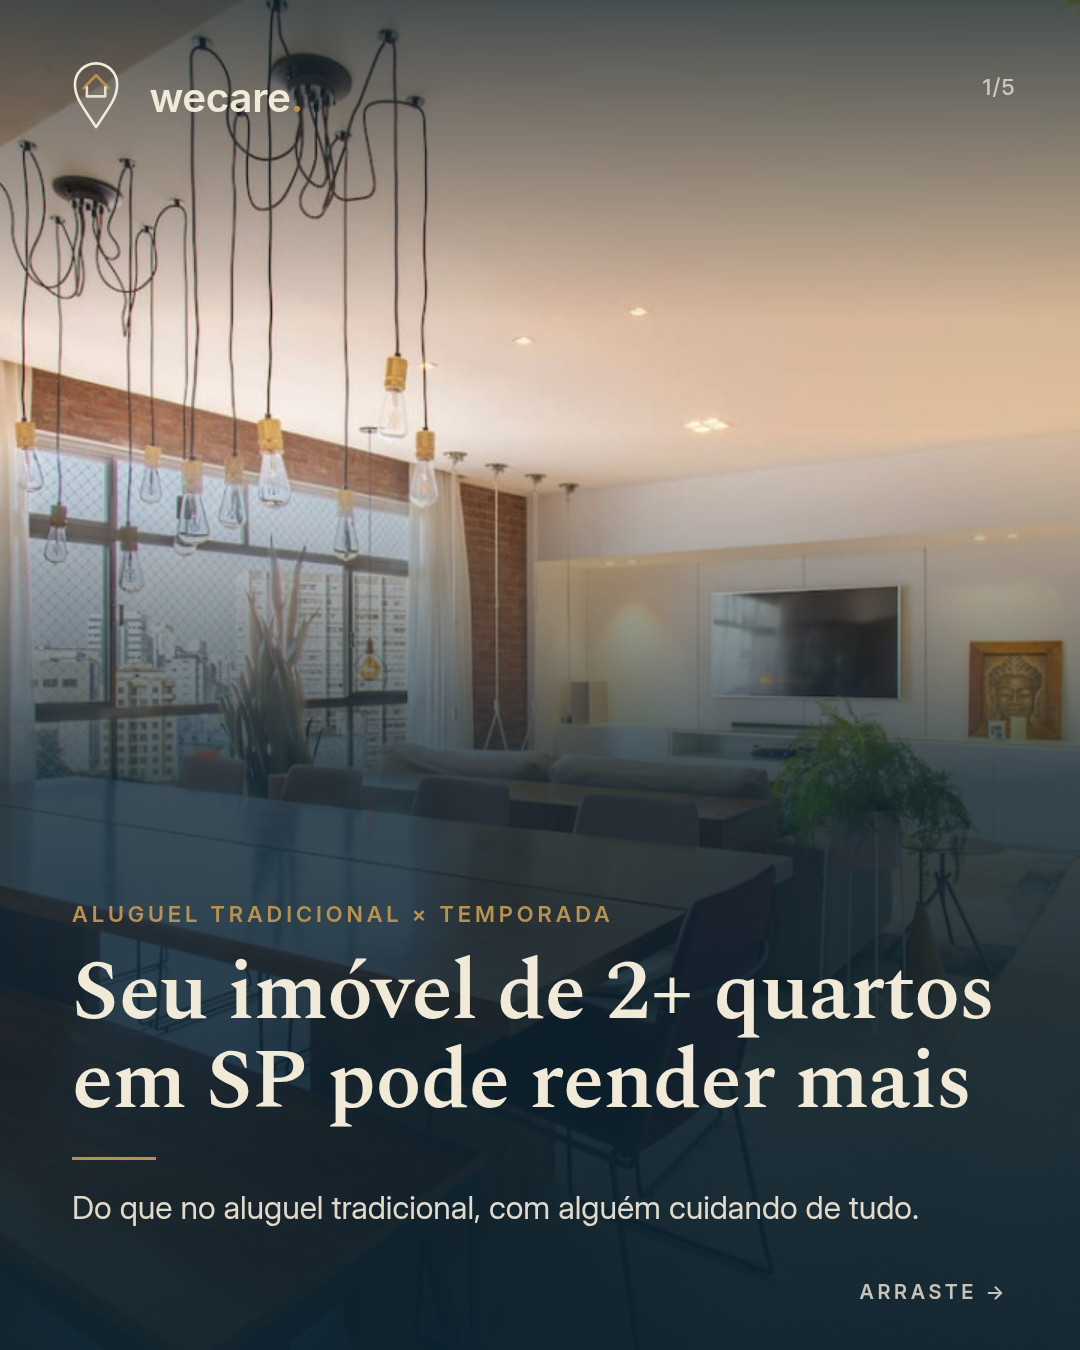 wecare.
1/5
ALUGUEL TRADICIONAL × TEMPORADA
Seu imóvel de 2+ quartos
em SP pode render mais
Do que no aluguel tradicional, com alguém cuidando de tudo.
ARRASTE →